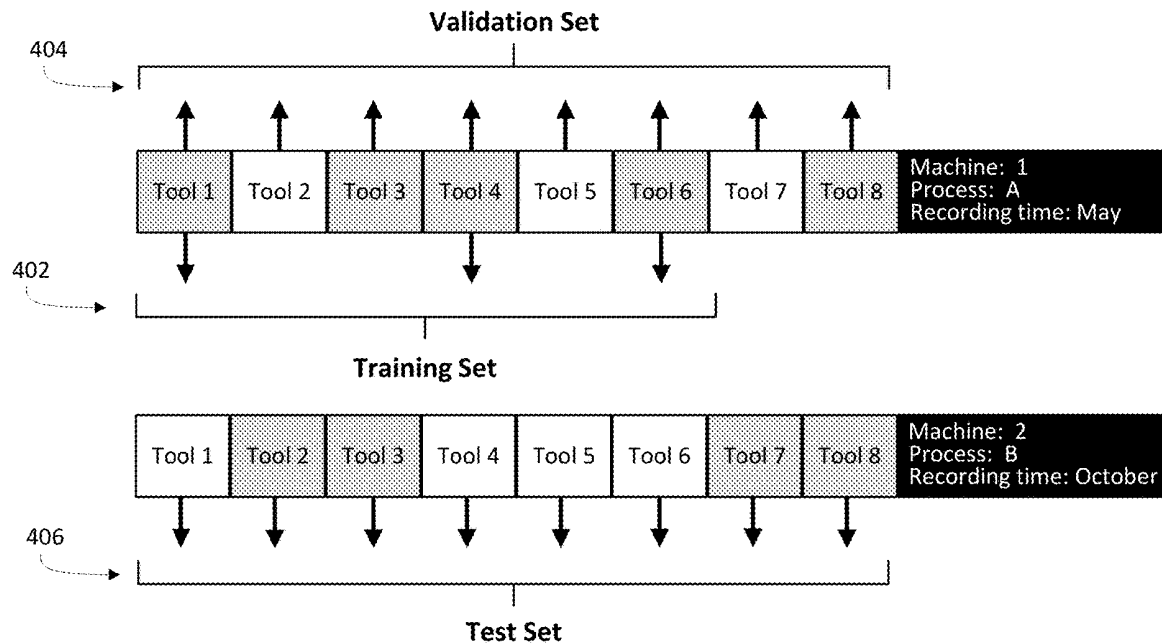 Validation Set
404
Tool 1 Tool 2 Tool 3 Tool 4 Tool 5 Tool 6 Tool 7 Tool 8
Machine: 1
Process: A
Recording time: May
402
Training Set
Tool 1 Tool 2 Tool 3 Tool 4 Tool 5 Tool 6 Tool 7 Tool 8
Machine: 2
Process: B
Recording time: October
406
Test Set